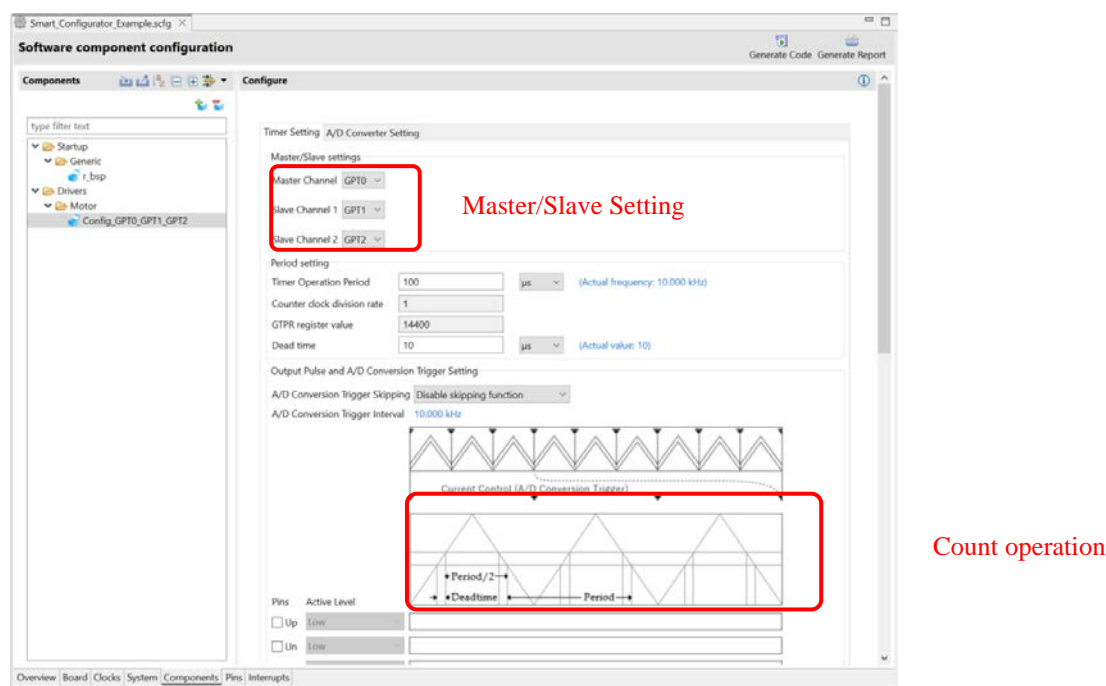 Smart_Configurator_Example.scfg
Software component configuration
Generate Code Generate Report
Components
Configure
type filter text
Timer Setting A/D Converter Setting
Startup
Generic
r_bsp
Drivers
Motor
Config_GPT0_GPT1_GPT2
Master/Slave settings
Master Channel GPT0
Slave Channel 1 GPT1
Slave Channel 2 GPT2
Master/Slave Setting
Period setting
Timer Operation Period 100 µs (Actual frequency: 10.000 kHz)
Counter clock division rate 1
GTPR register value 14400
Dead time 10 µs (Actual value: 10)
Output Pulse and A/D Conversion Trigger Setting
A/D Conversion Trigger Skipping Disable skipping function
A/D Conversion Trigger Interval 10.000 kHz
Current Control (A/D Conversion Trigger)
Count operation
Period/2
Deadtime Period
Pins Active Level
Up Low
Un Low
Overview Board Clocks System Components Pins Interrupts